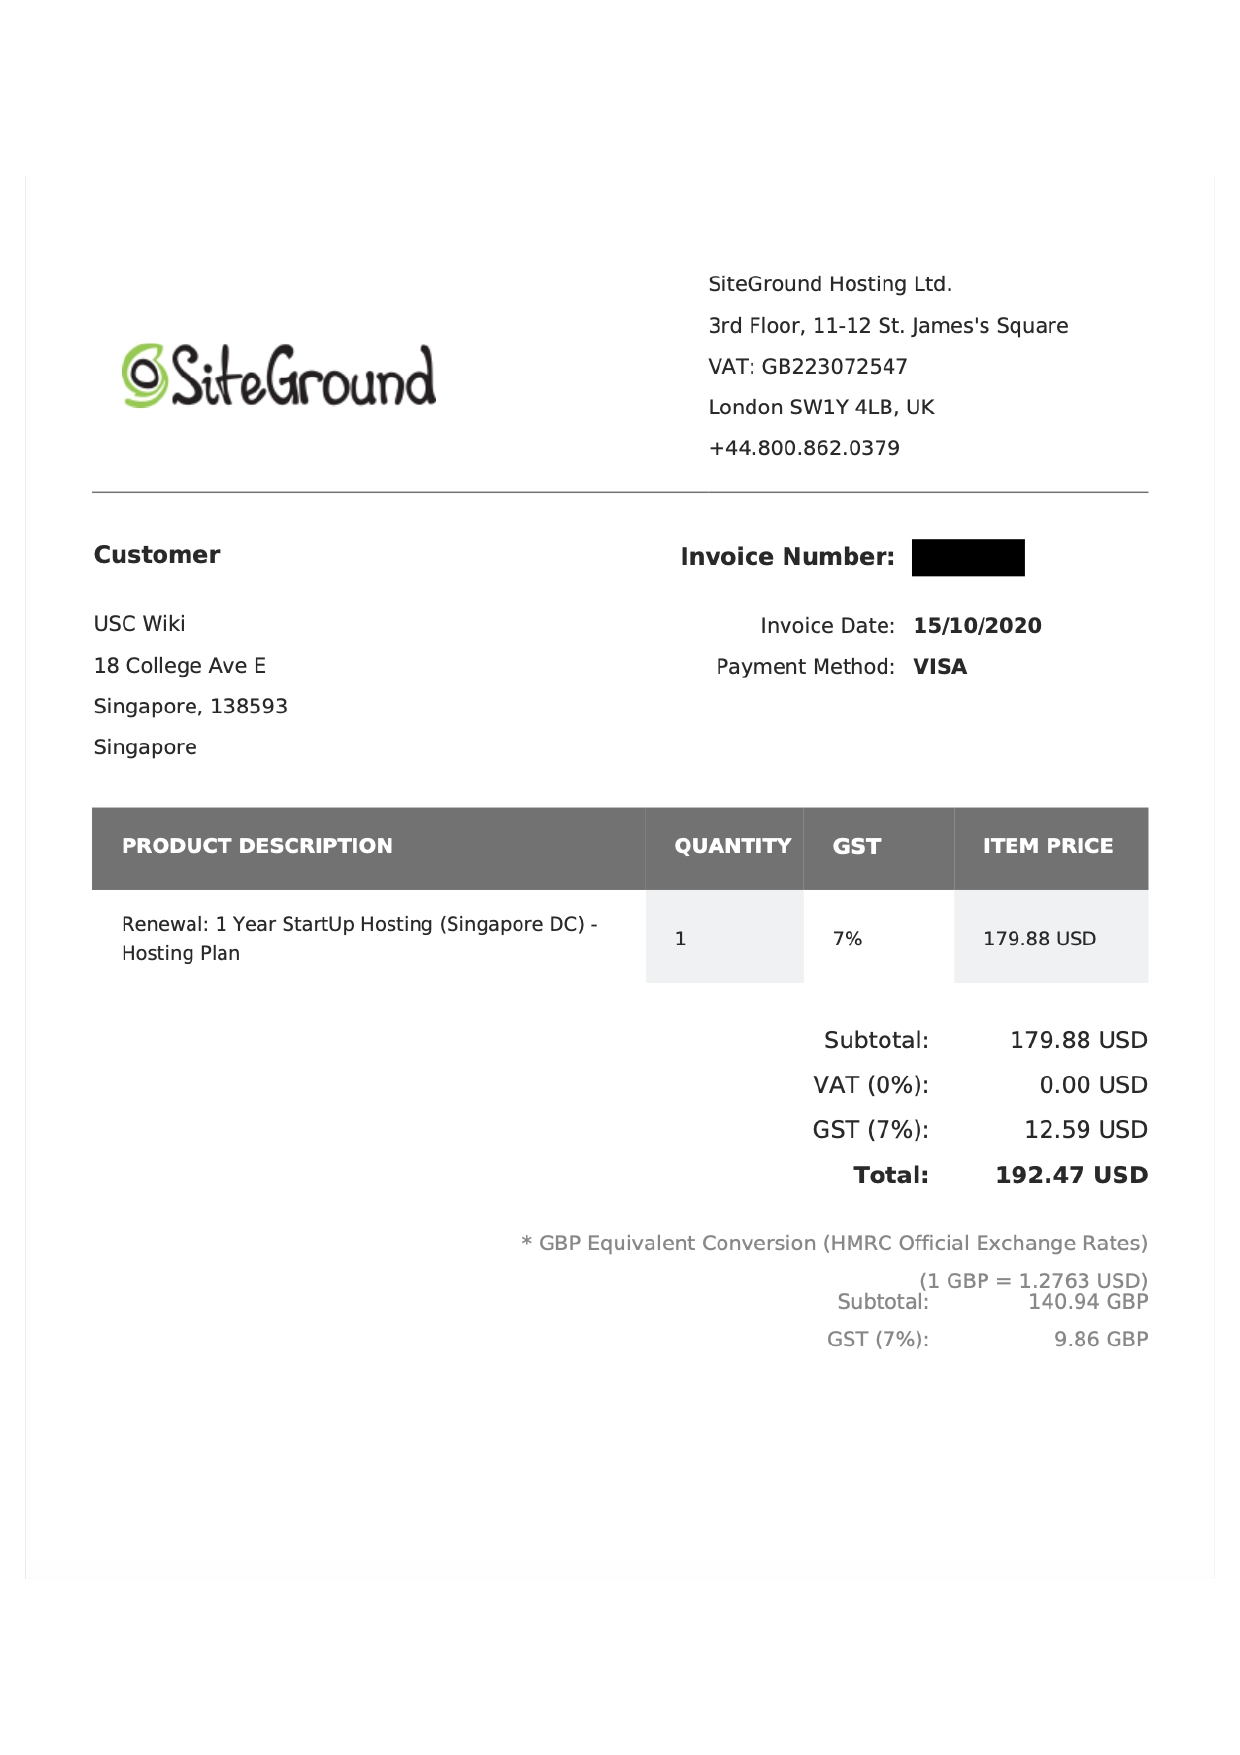 SiteGround
SiteGround Hosting Ltd.
3rd Floor, 11-12 St. James's Square
VAT: GB223072547
London SW1Y 4LB, UK
+44.800.862.0379
Customer
USC Wiki
18 College Ave E
Singapore, 138593
Singapore
Invoice Number:
Invoice Date: 15/10/2020
Payment Method: VISA
PRODUCT DESCRIPTION QUANTITY GST ITEM PRICE
Renewal: 1 Year StartUp Hosting (Singapore DC) -
Hosting Plan 1 7% 179.88 USD
Subtotal: 179.88 USD
VAT (0%): 0.00 USD
GST (7%): 12.59 USD
Total: 192.47 USD
* GBP Equivalent Conversion (HMRC Official Exchange Rates)
(1 GBP = 1.2763 USD)
Subtotal: 140.94 GBP
GST (7%): 9.86 GBP